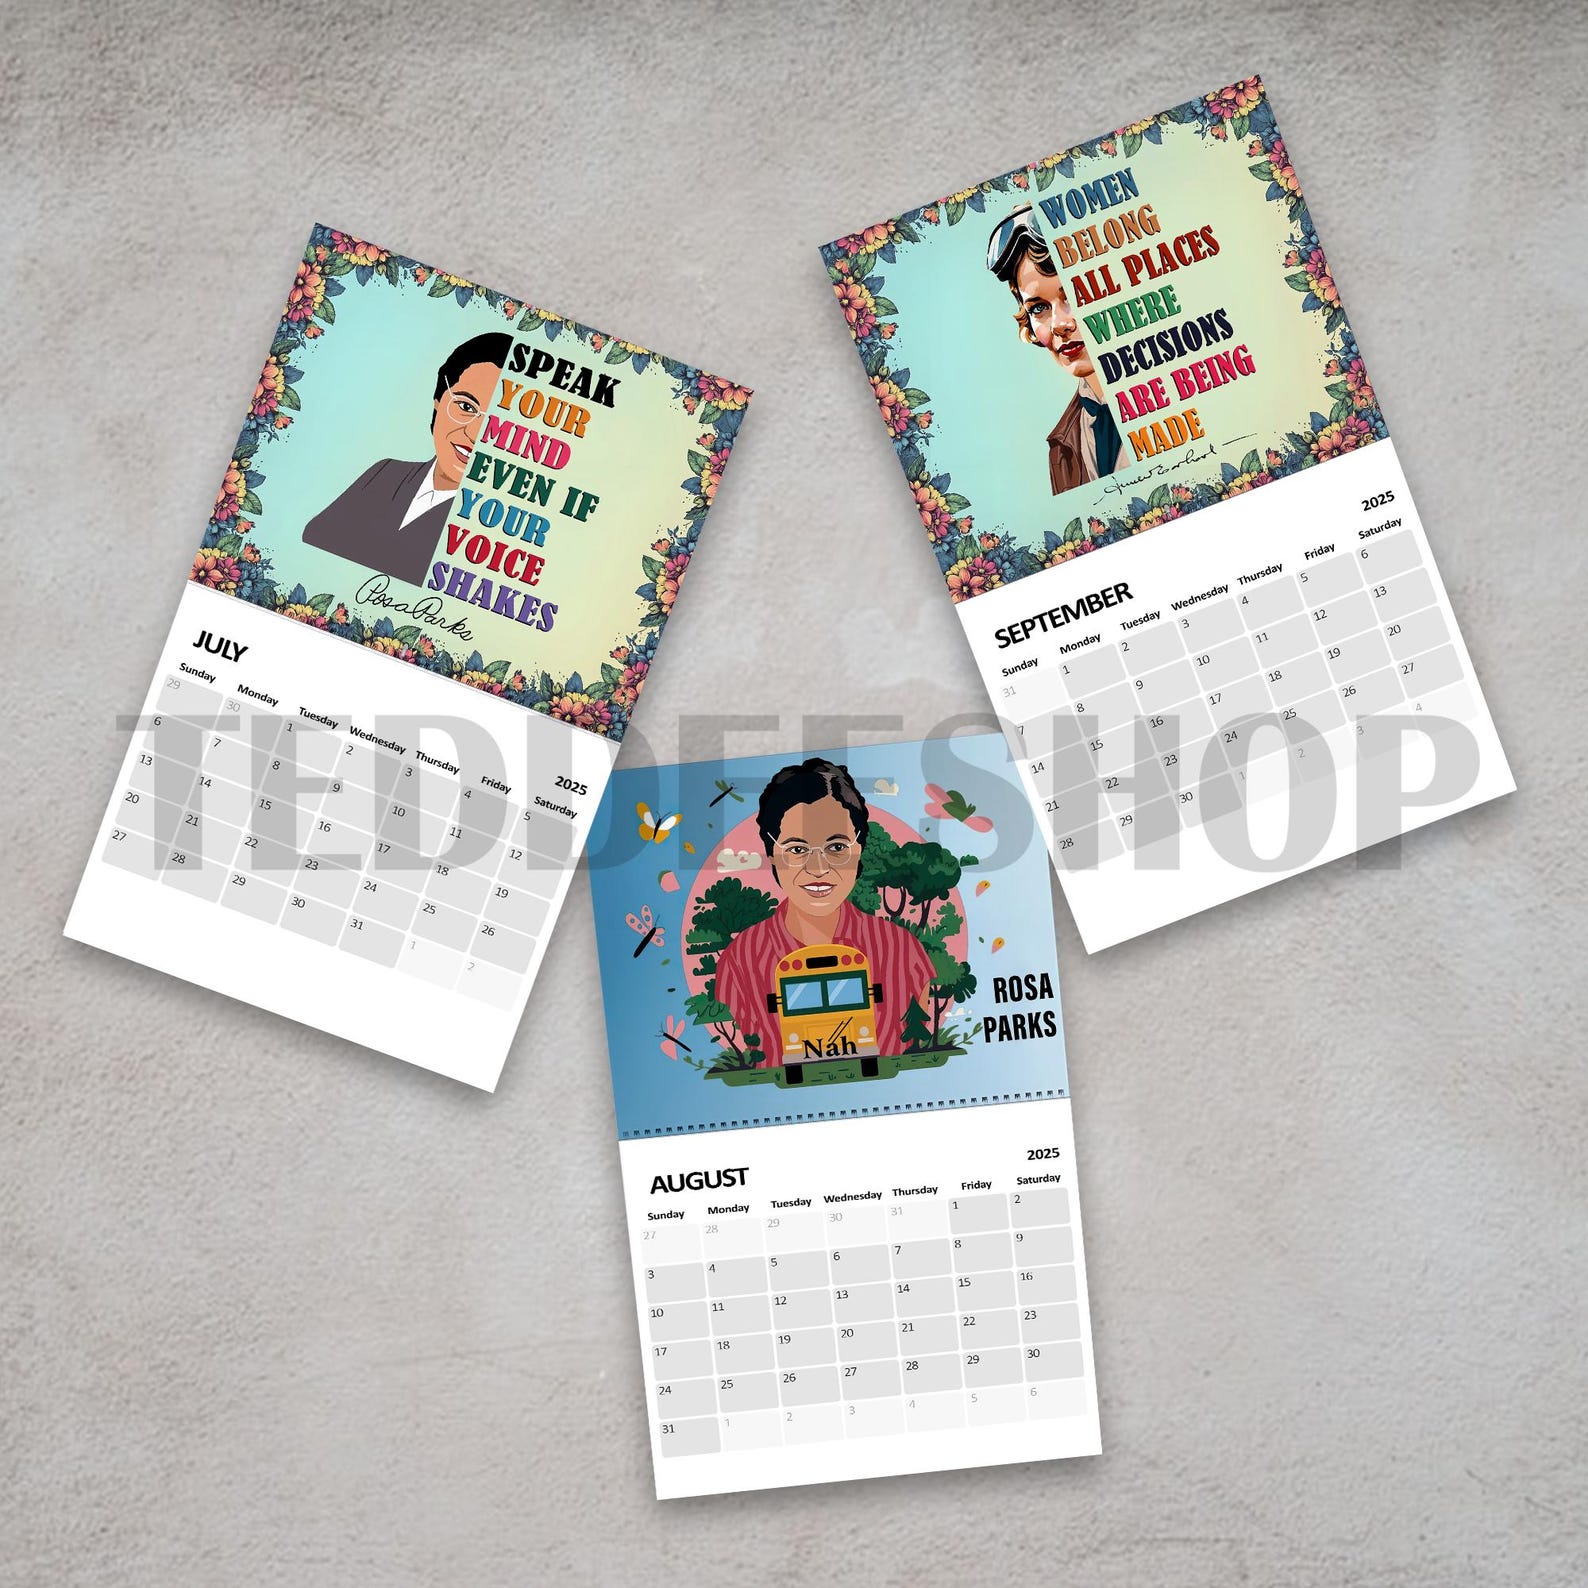 SPEAK
YOUR
MIND
EVEN IF
YOUR
VOICE
SHAKES
Rosa Parks
JULY
2025
Sunday Monday Tuesday Wednesday Thursday Friday Saturday
29 30 1 2 3 4 5
6 7 8 9 10 11 12
13 14 15 16 17 18 19
20 21 22 23 24 25 26
27 28 29 30 31 1 2
WOMEN
BELONG
ALL PLACES
WHERE
DECISIONS
ARE BEING
MADE
SEPTEMBER
2025
Sunday Monday Tuesday Wednesday Thursday Friday Saturday
31 1 2 3 4 5 6
7 8 9 10 11 12 13
14 15 16 17 18 19 20
21 22 23 24 25 26 27
28 29 30 1 2 3 4
TEDDEESHOP
ROSA
PARKS
Nah
AUGUST
2025
Sunday Monday Tuesday Wednesday Thursday Friday Saturday
27 28 29 30 31 1 2
3 4 5 6 7 8 9
10 11 12 13 14 15 16
17 18 19 20 21 22 23
24 25 26 27 28 29 30
31 1 2 3 4 5 6